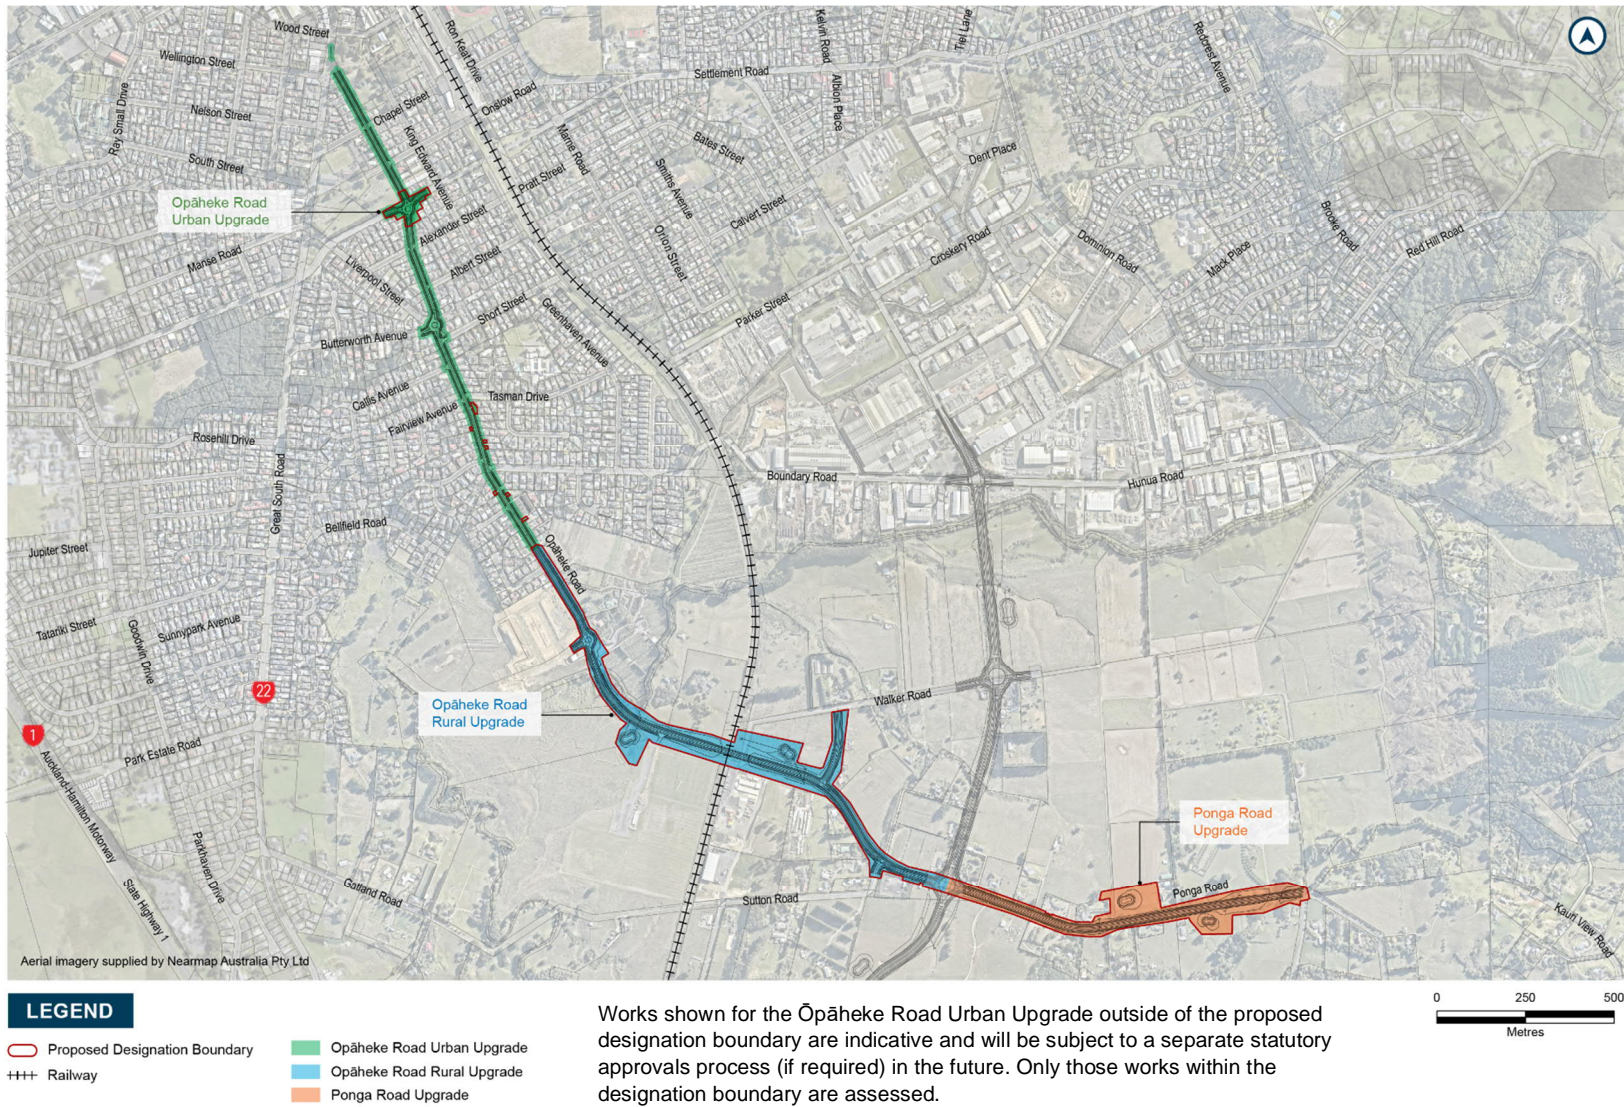 Wood Street
Wellington Street
Ray Small Drive
Nelson Street
South Street
Chapel Street
King Edward Avenue
Ron Keat Drive
Onslow Road
Marne Road
Pratt Street
Settlement Road
Kelvin Road
Albion Place
Tiel Lane
Redcrest Avenue
Bates Street
Smiths Avenue
Dent Place
Calvert Street
Orion Street
Croskery Road
Dominion Road
Mack Place
Brooke Road
Red Hill Road
Opāheke Road
Urban Upgrade
Manse Road
Alexander Street
Albert Street
Liverpool Street
Short Street
Greenhaven Avenue
Parker Street
Butterworth Avenue
Callis Avenue
Fairview Avenue
Tasman Drive
Rosehill Drive
Great South Road
Boundary Road
Hunua Road
Bellfield Road
Jupiter Street
Opāheke Road
Tatariki Street
Goodwin Drive
Sunnypark Avenue
22
1
Park Estate Road
Auckland-Hamilton Motorway
Parkhaven Drive
State Highway 1
Gatland Road
Opāheke Road
Rural Upgrade
Walker Road
Sutton Road
Ponga Road
Upgrade
Ponga Road
Kauri View Road
Aerial imagery supplied by Nearmap Australia Pty Ltd
LEGEND
Proposed Designation Boundary
Railway
Opāheke Road Urban Upgrade
Opāheke Road Rural Upgrade
Ponga Road Upgrade
Works shown for the Ōpāheke Road Urban Upgrade outside of the proposed
designation boundary are indicative and will be subject to a separate statutory
approvals process (if required) in the future. Only those works within the
designation boundary are assessed.
0 250 500
Metres